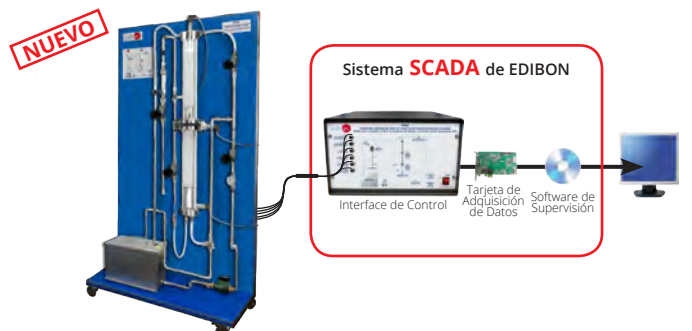 NUEVO
Sistema SCADA de EDIBON
Interface de Control
Tarjeta de
Adquisición
de Datos
Software de
Supervisión